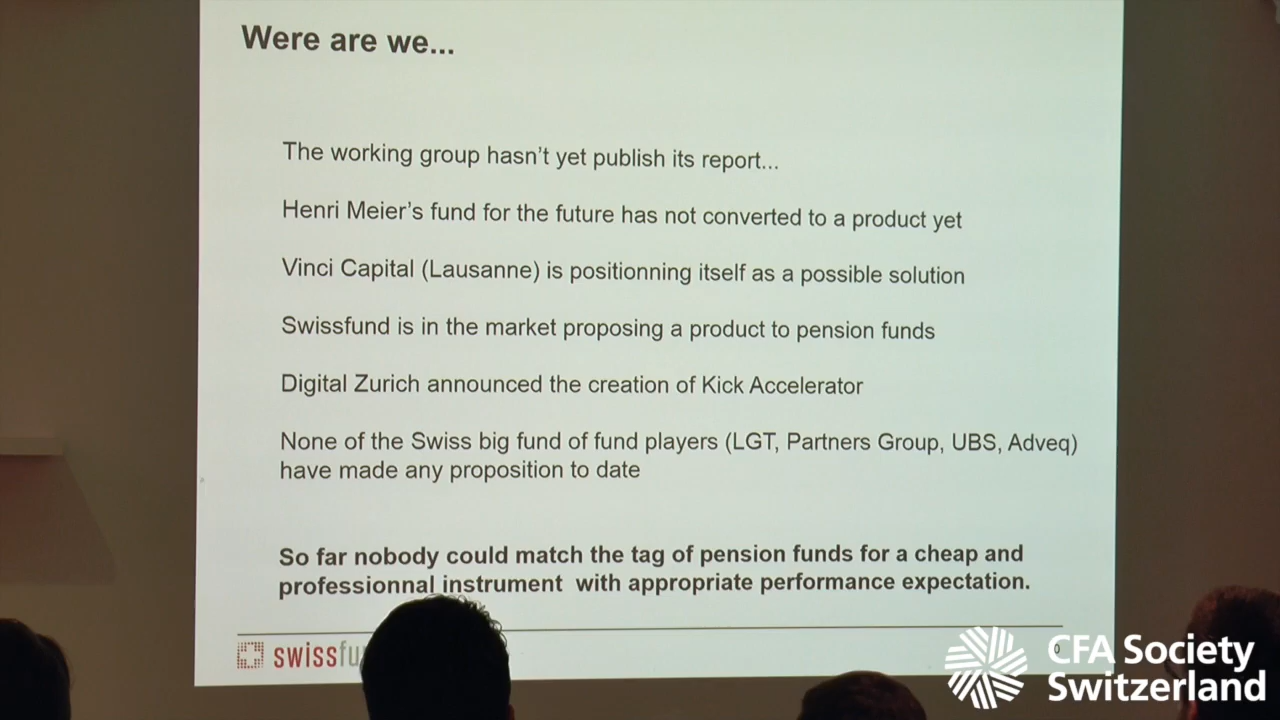 Were are we...
The working group hasn't yet publish its report...
Henri Meier's fund for the future has not converted to a product yet
Vinci Capital (Lausanne) is positionning itself as a possible solution
Swissfund is in the market proposing a product to pension funds
Digital Zurich announced the creation of Kick Accelerator
None of the Swiss big fund of fund players (LGT, Partners Group, UBS, Adveq)
have made any proposition to date
So far nobody could match the tag of pension funds for a cheap and
professionnal instrument with appropriate performance expectation.
swissfu
CFA Society
Switzerland